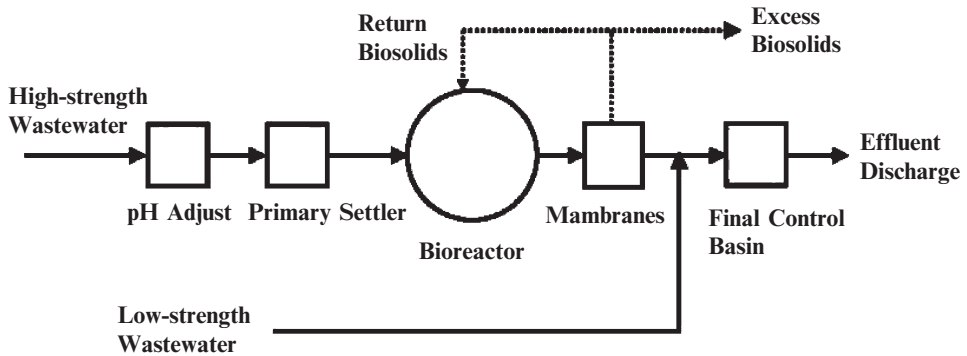 Return
Biosolids
Excess
Biosolids
High-strength
Wastewater
Effluent
Discharge
pH Adjust
Primary Settler
Bioreactor
Mambranes
Final Control
Basin
Low-strength
Wastewater